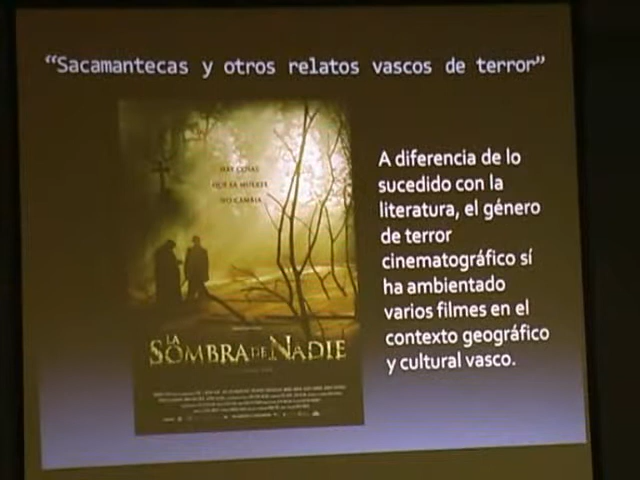 “Sacamantecas y otros relatos vascos de terror”
HAY COSAS
QUE LA MUERTE
NO CAMBIA
LA
SOMBRA DE NADIE
A diferencia de lo
sucedido con la
literatura, el género
de terror
cinematográfico sí
ha ambientado
varios filmes en el
contexto geográfico
y cultural vasco.